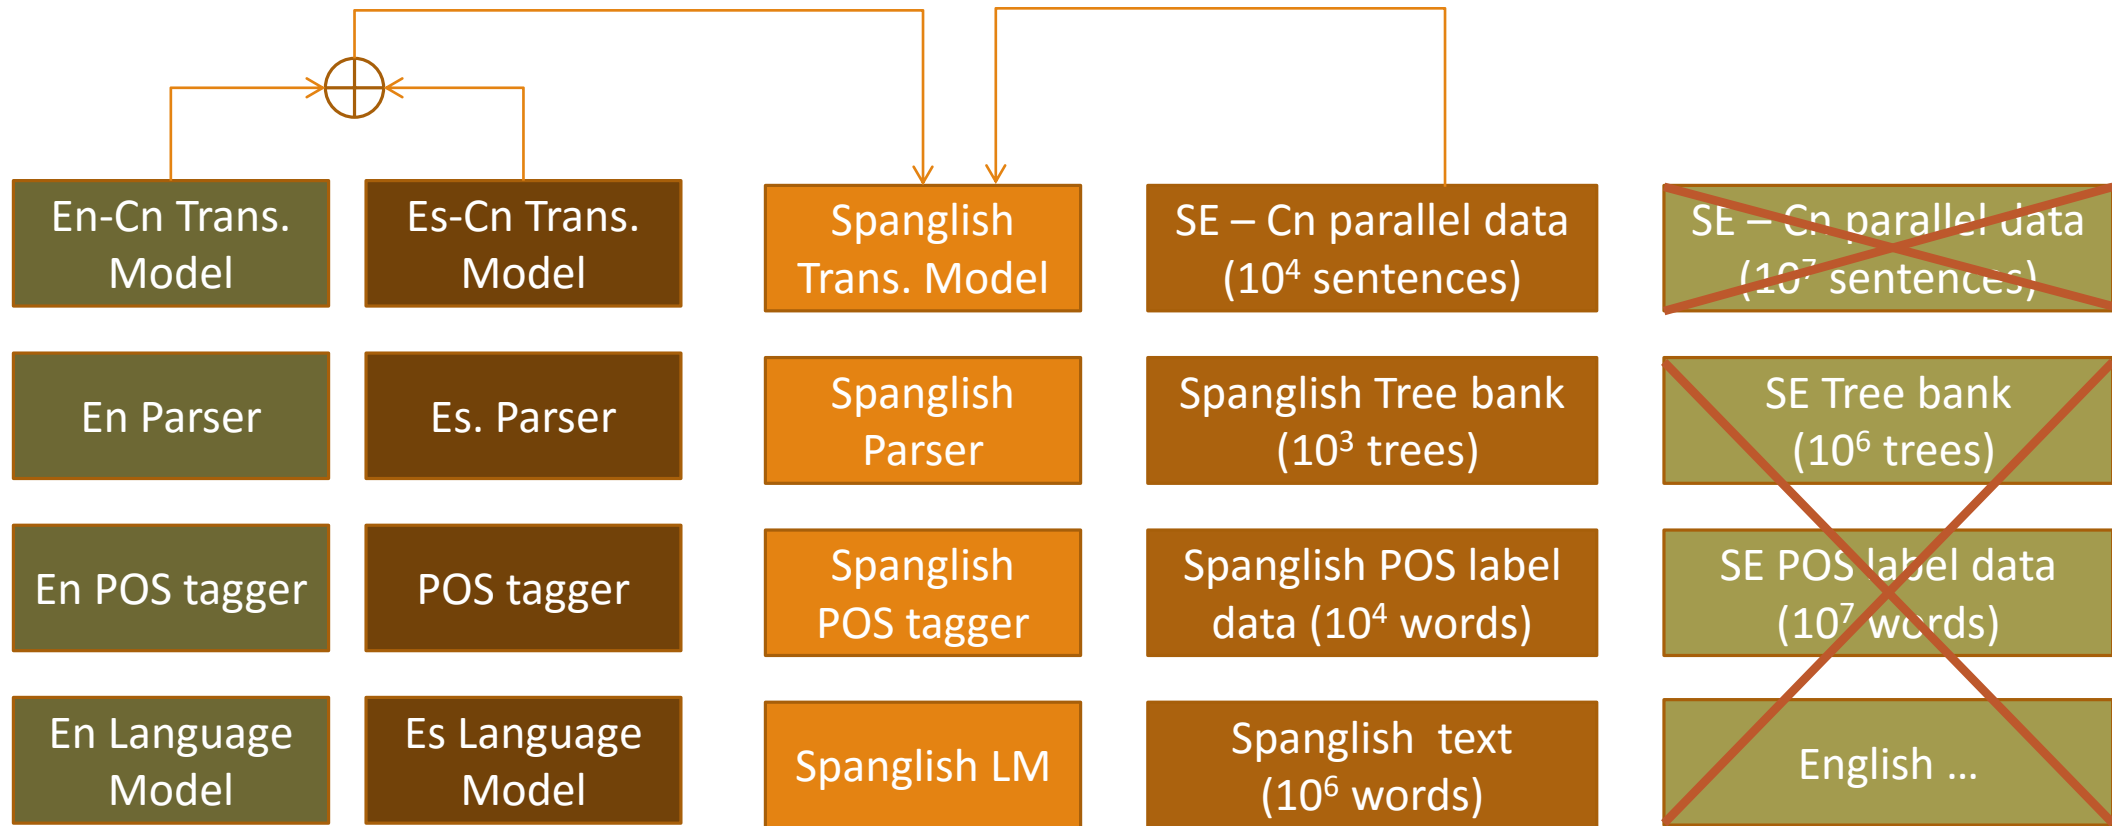 En-Cn Trans.
Model
Es-Cn Trans.
Model
Spanglish
Trans. Model
SE – Cn parallel data
(10⁴ sentences)
SE – Cn parallel data
(10⁷ sentences)
En Parser
Es. Parser
Spanglish
Parser
Spanglish Tree bank
(10³ trees)
SE Tree bank
(10⁶ trees)
En POS tagger
POS tagger
Spanglish
POS tagger
Spanglish POS label
data (10⁴ words)
SE POS label data
(10⁷ words)
En Language
Model
Es Language
Model
Spanglish LM
Spanglish text
(10⁶ words)
English ...